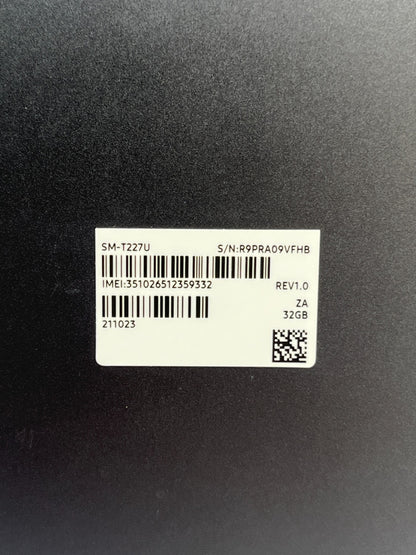 SM-T227U S/N:R9PRA09VFHB
IMEI:351026512359332 REV1.0
ZA
32GB
211023